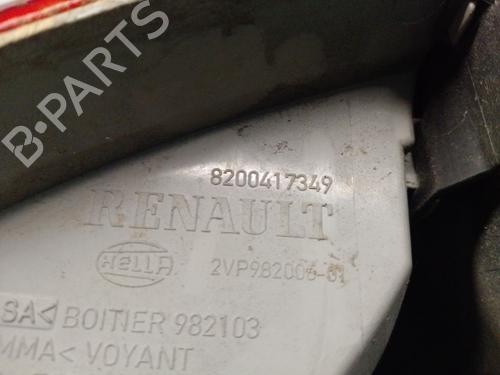 B-PARTS
8200417349
RENAULT
HELLA 2VP982006-01
SA< BOITIER 982103
MMA< VOYANT